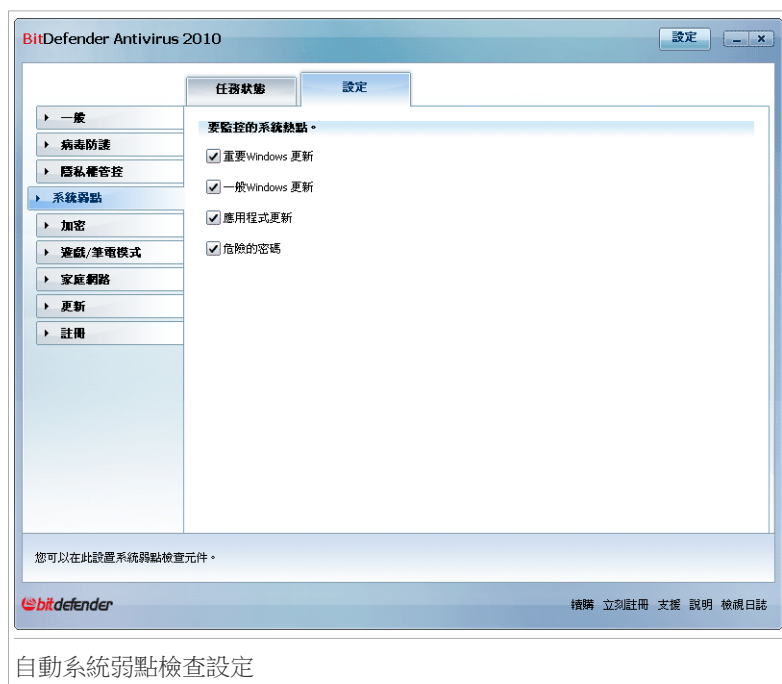 BitDefender Antivirus 2010
設定
任務狀態
設定
一般
病毒防護
隱私權管控
系統弱點
加密
遊戲/筆電模式
家庭網路
更新
註冊
要監控的系統熱點。
重要Windows 更新
一般Windows 更新
應用程式更新
危險的密碼
您可以在此設置系統弱點檢查元件。
bitdefender
續購 立刻註冊 支援 說明 檢視日誌
自動系統弱點檢查設定